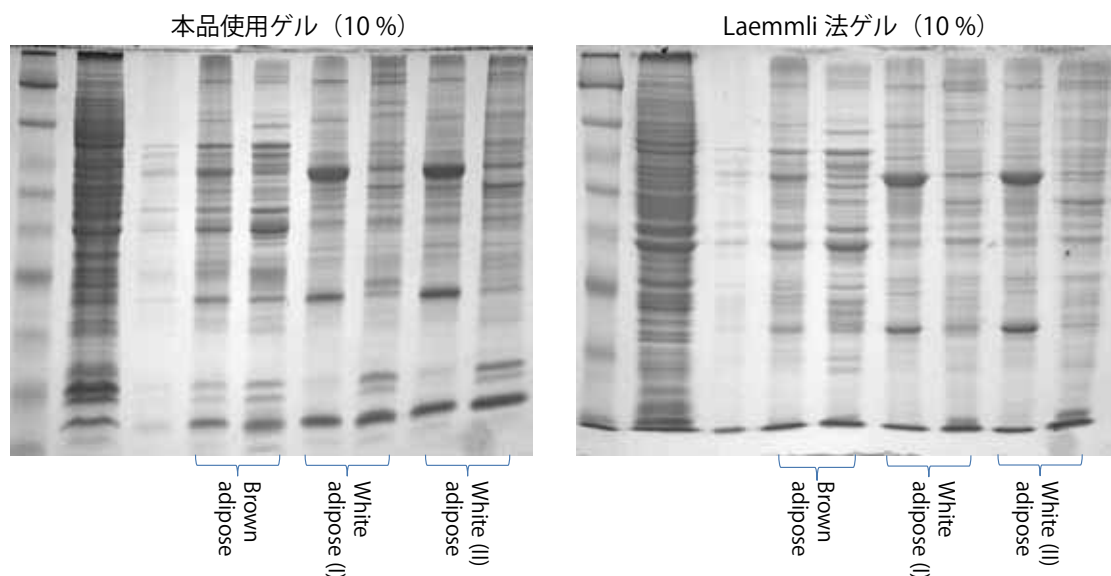 本品使用ゲル（10 %）
Laemmli 法ゲル（10 %）
Brown
adipose
White
adipose (I)
White (II)
adipose
Brown
adipose
White
adipose (I)
White (II)
adipose